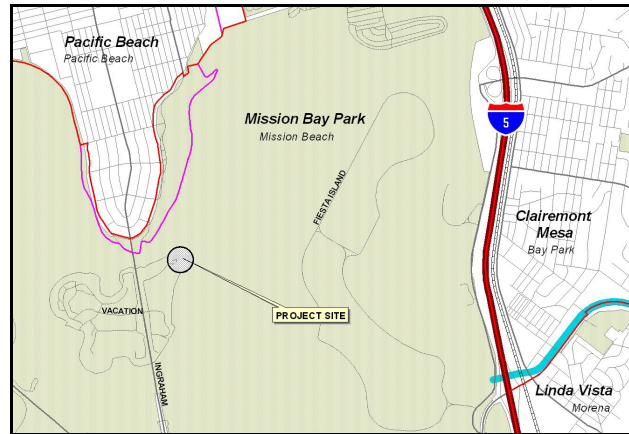 Pacific Beach
Pacific Beach
Mission Bay Park
Mission Beach
5
FIESTA ISLAND
Clairemont
Mesa
Bay Park
VACATION
PROJECT SITE
INGRAHAM
Linda Vista
Morena